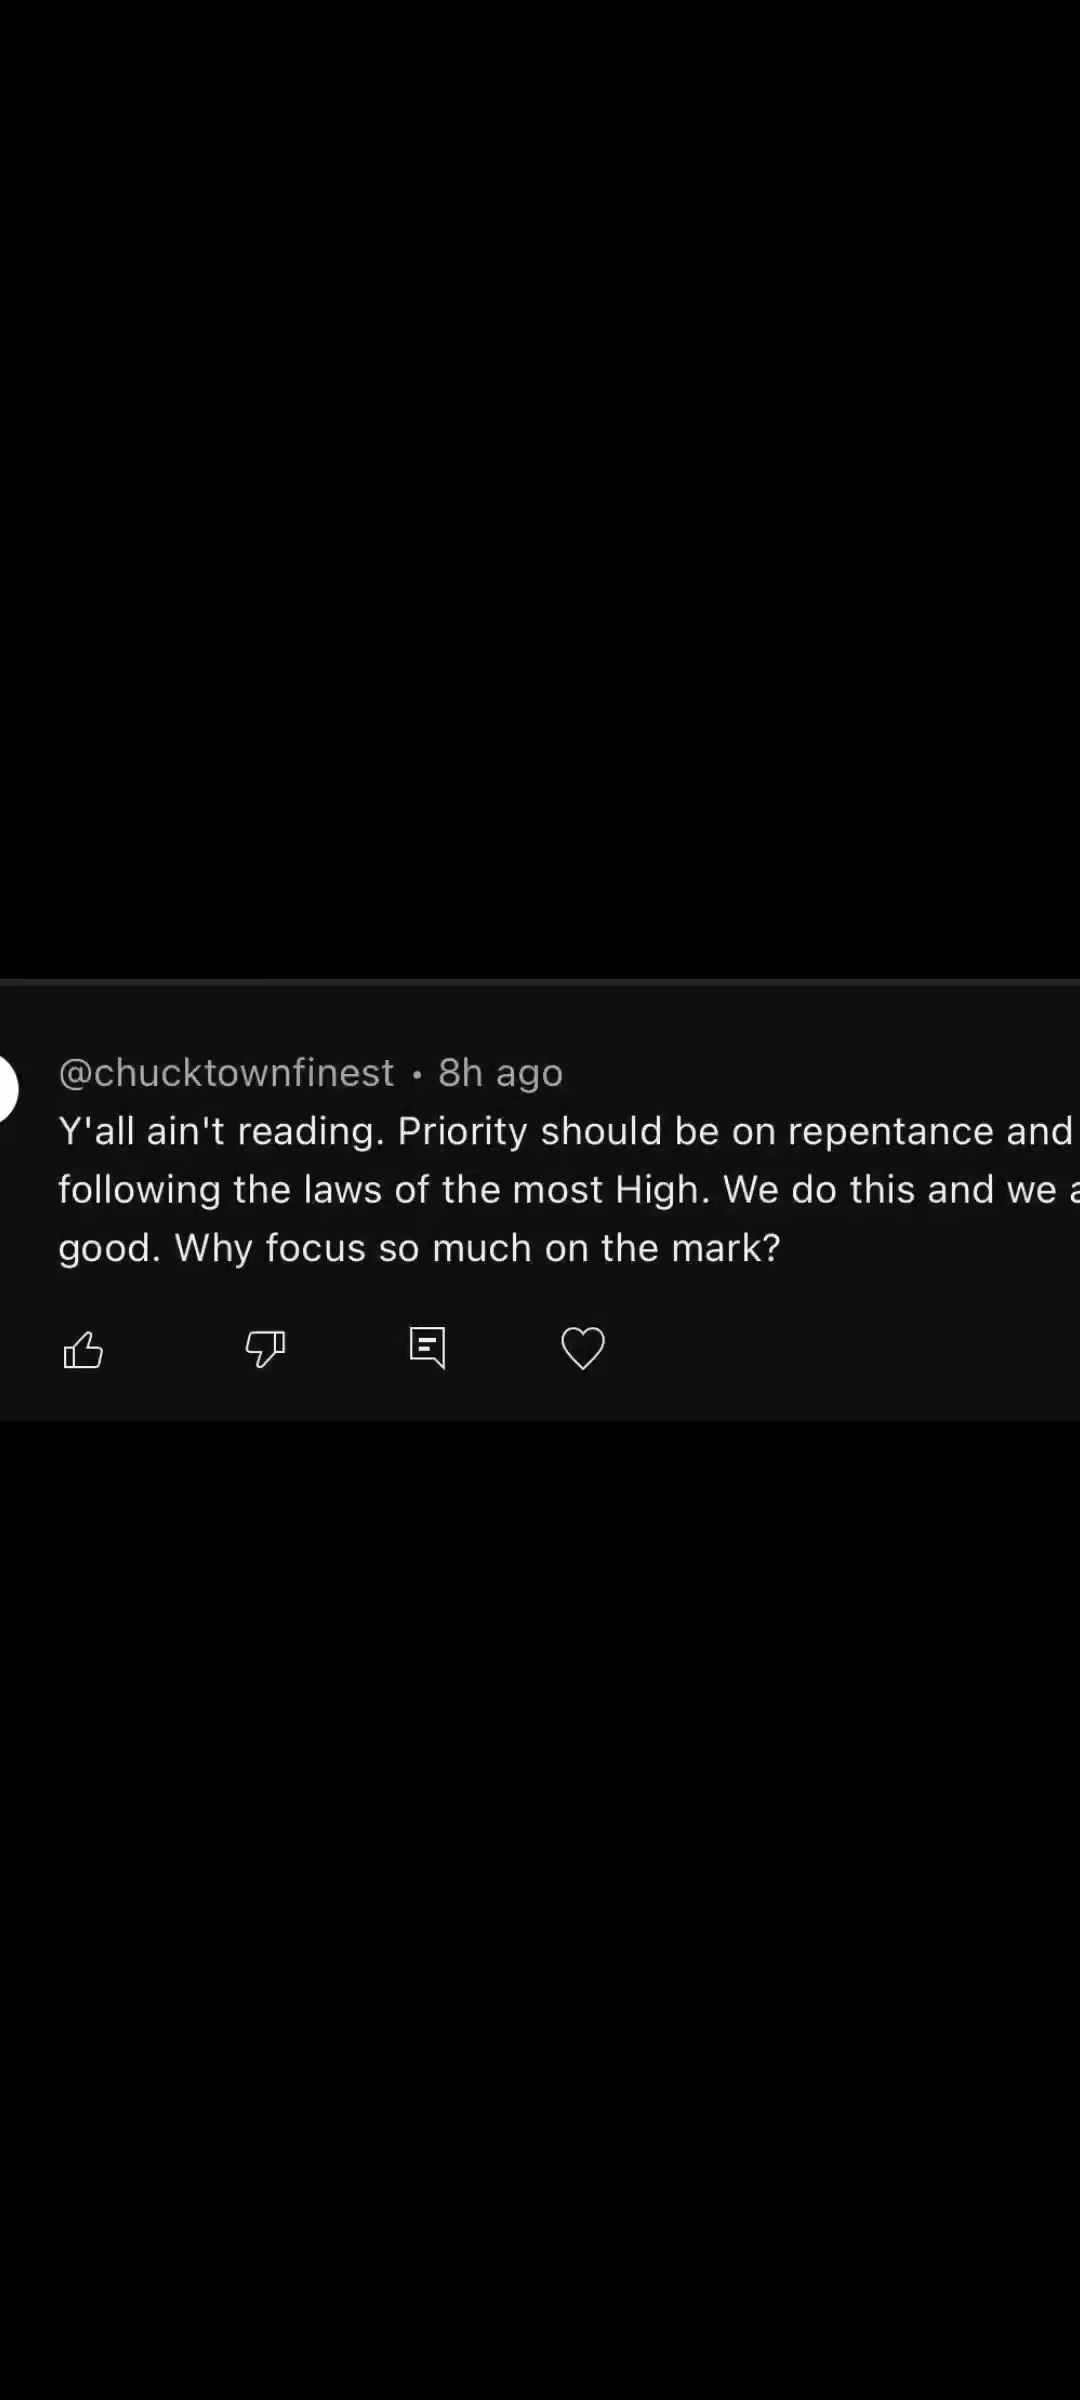 @chucktownfinest • 8h ago
Y'all ain't reading. Priority should be on repentance and
following the laws of the most High. We do this and we
good. Why focus so much on the mark?